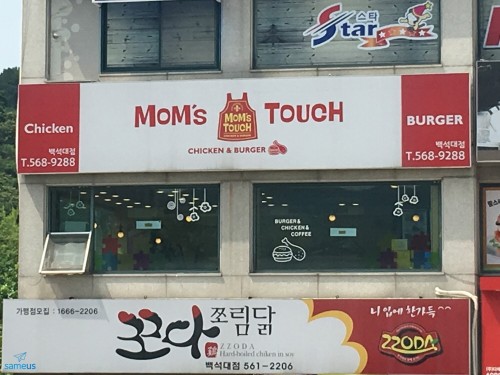 스타
Star
Chicken
백석대점
T.568-9288
MOM'S TOUCH
MOM'S
TOUCH
CHICKEN & BURGER
BURGER
백석대점
T.568-9288
BURGER &
CHICKEN &
COFFEE
가맹점모집 : 1666-2206
쪼다 쪼림닭
ZZODA
Hard-boiled chiken in soy
백석대점 561-2206
니 입에 한가득
ZZODA
sameus